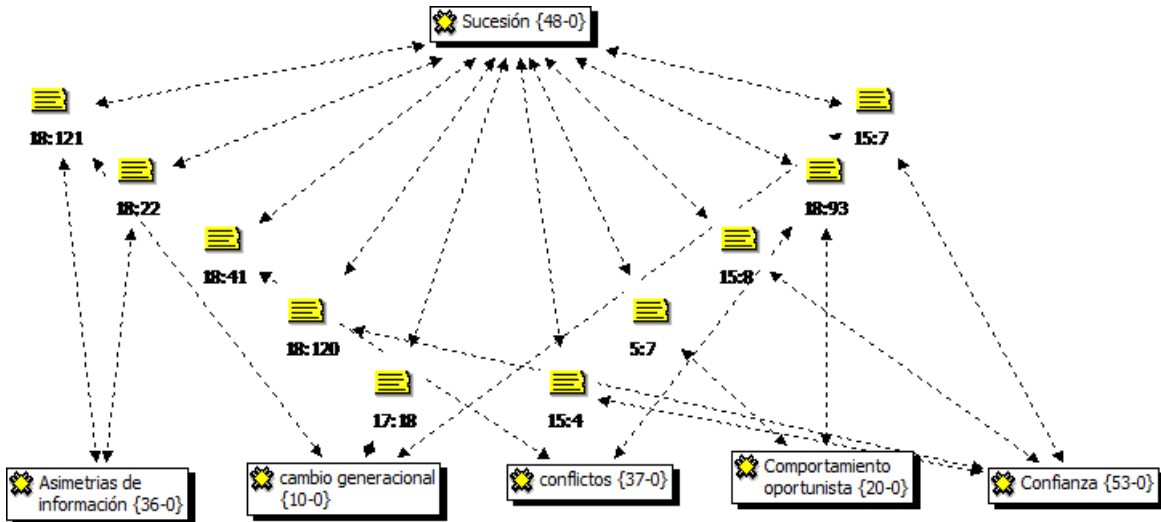 Sucesión {48-0}
18:121
15:7
18:22
18:93
18:41
15:8
18:120
5:7
17:18
15:4
Asimetrias de
información {36-0}
cambio generacional
{10-0}
conflictos {37-0}
Comportamiento
oportunista {20-0}
Confianza {53-0}